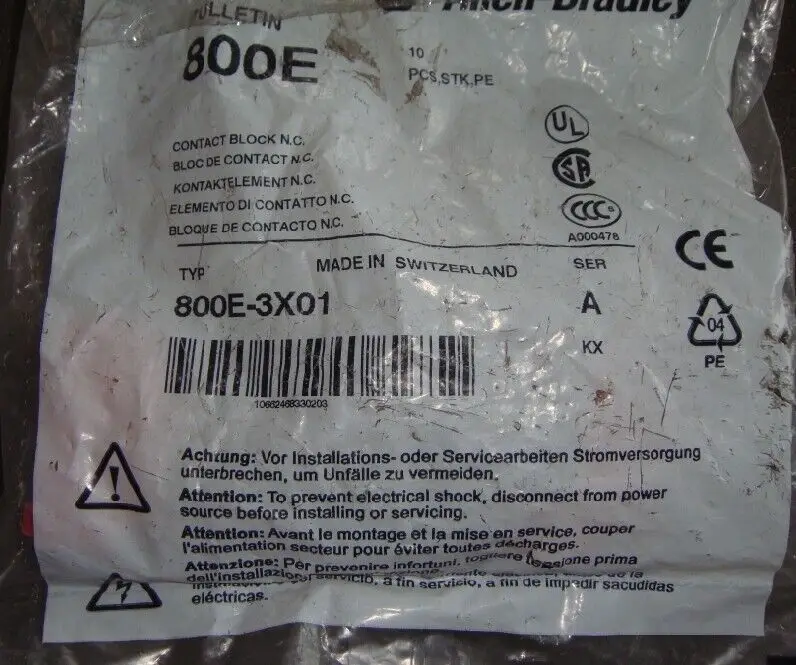 BULLETIN
Allen-Bradley
800E
10
PCS,STK,PE
UL
CONTACT BLOCK N.C.
BLOC DE CONTACT N.C.
KONTAKTELEMENT N.C.
ELEMENTO DI CONTATTO N.C.
BLOQUE DE CONTACTO N.C.
SA
CCC
A000478
CE
TYP
MADE IN SWITZERLAND
SER
800E-3X01
A
04
PE
KX
10662468330203
Achtung: Vor Installations- oder Servicearbeiten Stromversorgung
unterbrechen, um Unfälle zu vermeiden.
Attention: To prevent electrical shock, disconnect from power
source before installing or servicing.
Attention: Avant le montage et la mise en service, couper
l'alimentation secteur pour éviter toutes décharges.
Attenzione: Per prevenire infortuni, togliere tensione prima
dell'installazione servicio, a fin de impedir sacudidas
eléctricas.